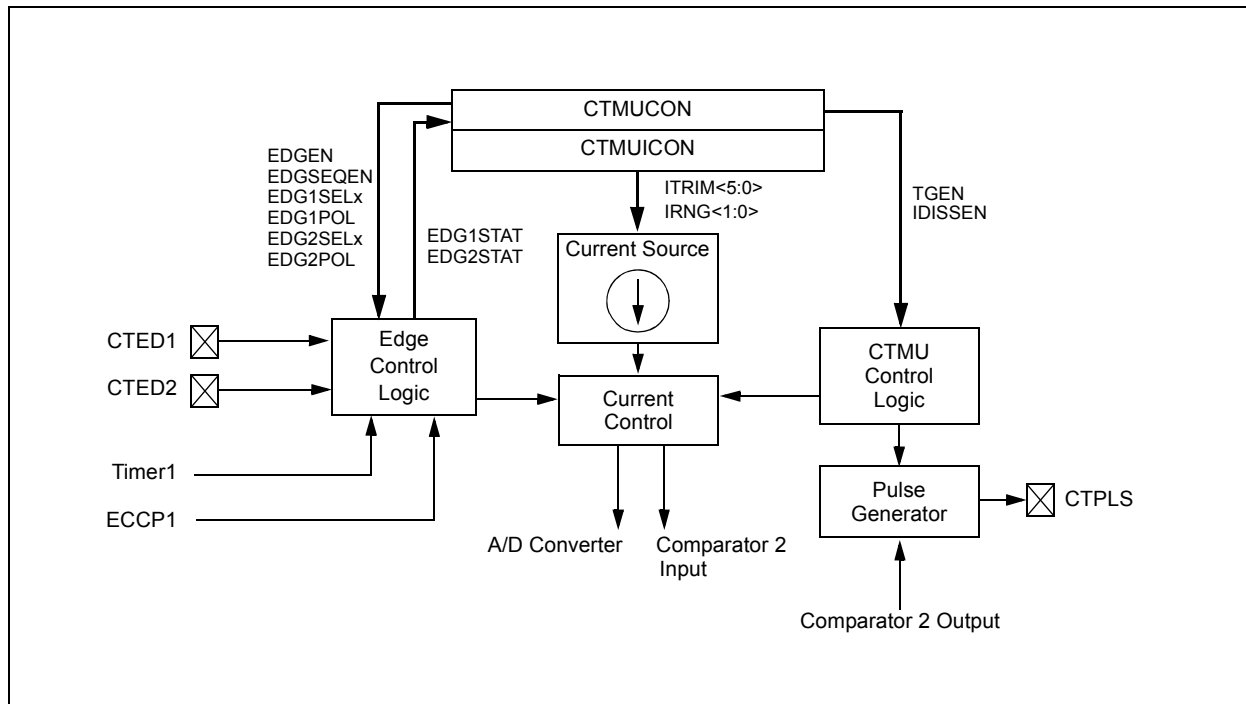 CTMUCON
CTMUICON
EDGEN
EDGSEQEN
EDG1SELx
EDG1POL
EDG2SELx
EDG2POL
EDG1STAT
EDG2STAT
ITRIM<5:0>
IRNG<1:0>
TGEN
IDISSEN
Current Source
CTED1
CTED2
Edge
Control
Logic
Current
Control
CTMU
Control
Logic
Timer1
ECCP1
Pulse
Generator
CTPLS
A/D Converter
Comparator 2
Input
Comparator 2 Output